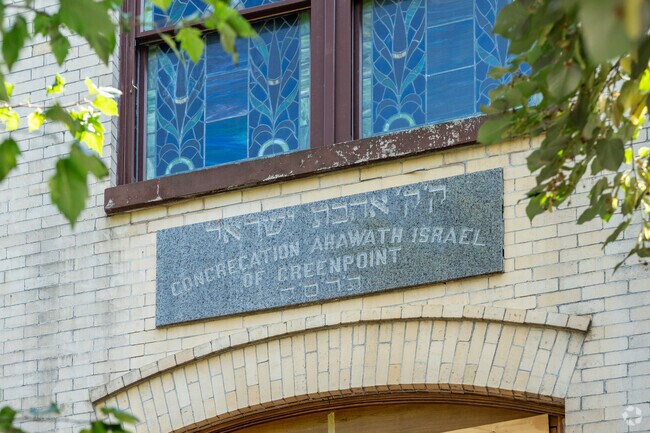 ק״ק אהבת ישראל
CONGREGATION AHAWATH ISRAEL
OF GREENPOINT